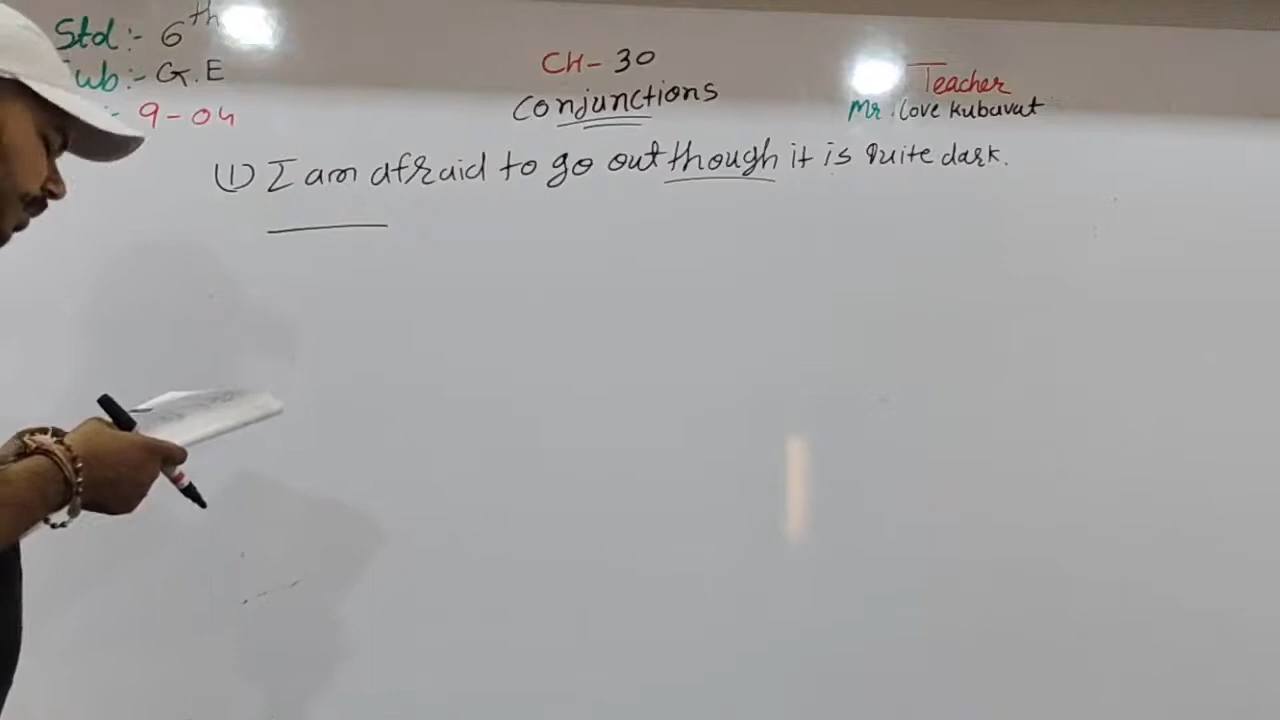 Std:- 6th
Sub:- G.E
:- 9-04
CH- 30
Conjunctions
Teacher
Mr. Love Kubavat
(1) I am afraid to go out though it is quite dark.